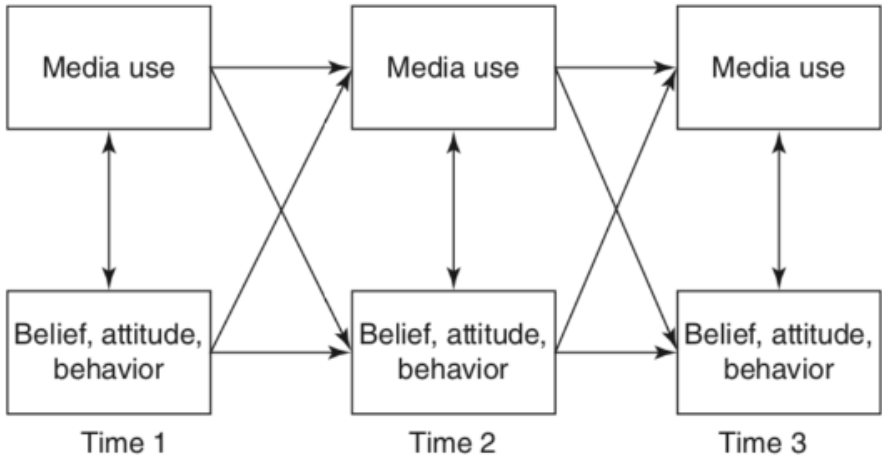 Media use
Media use
Media use
Belief, attitude,
behavior
Belief, attitude,
behavior
Belief, attitude,
behavior
Time 1
Time 2
Time 3